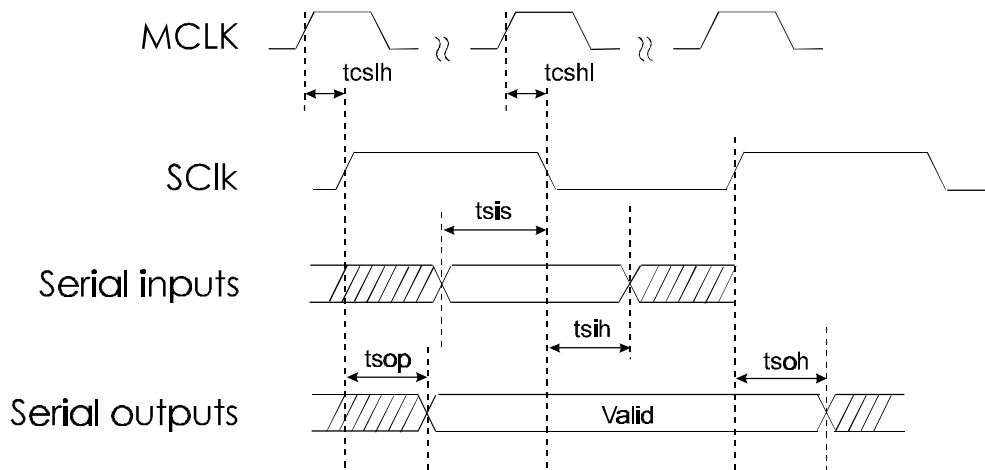 MCLK
tcslh
tcshl
SClk
tsis
Serial inputs
tsih
tsop
tsoh
Serial outputs
Valid